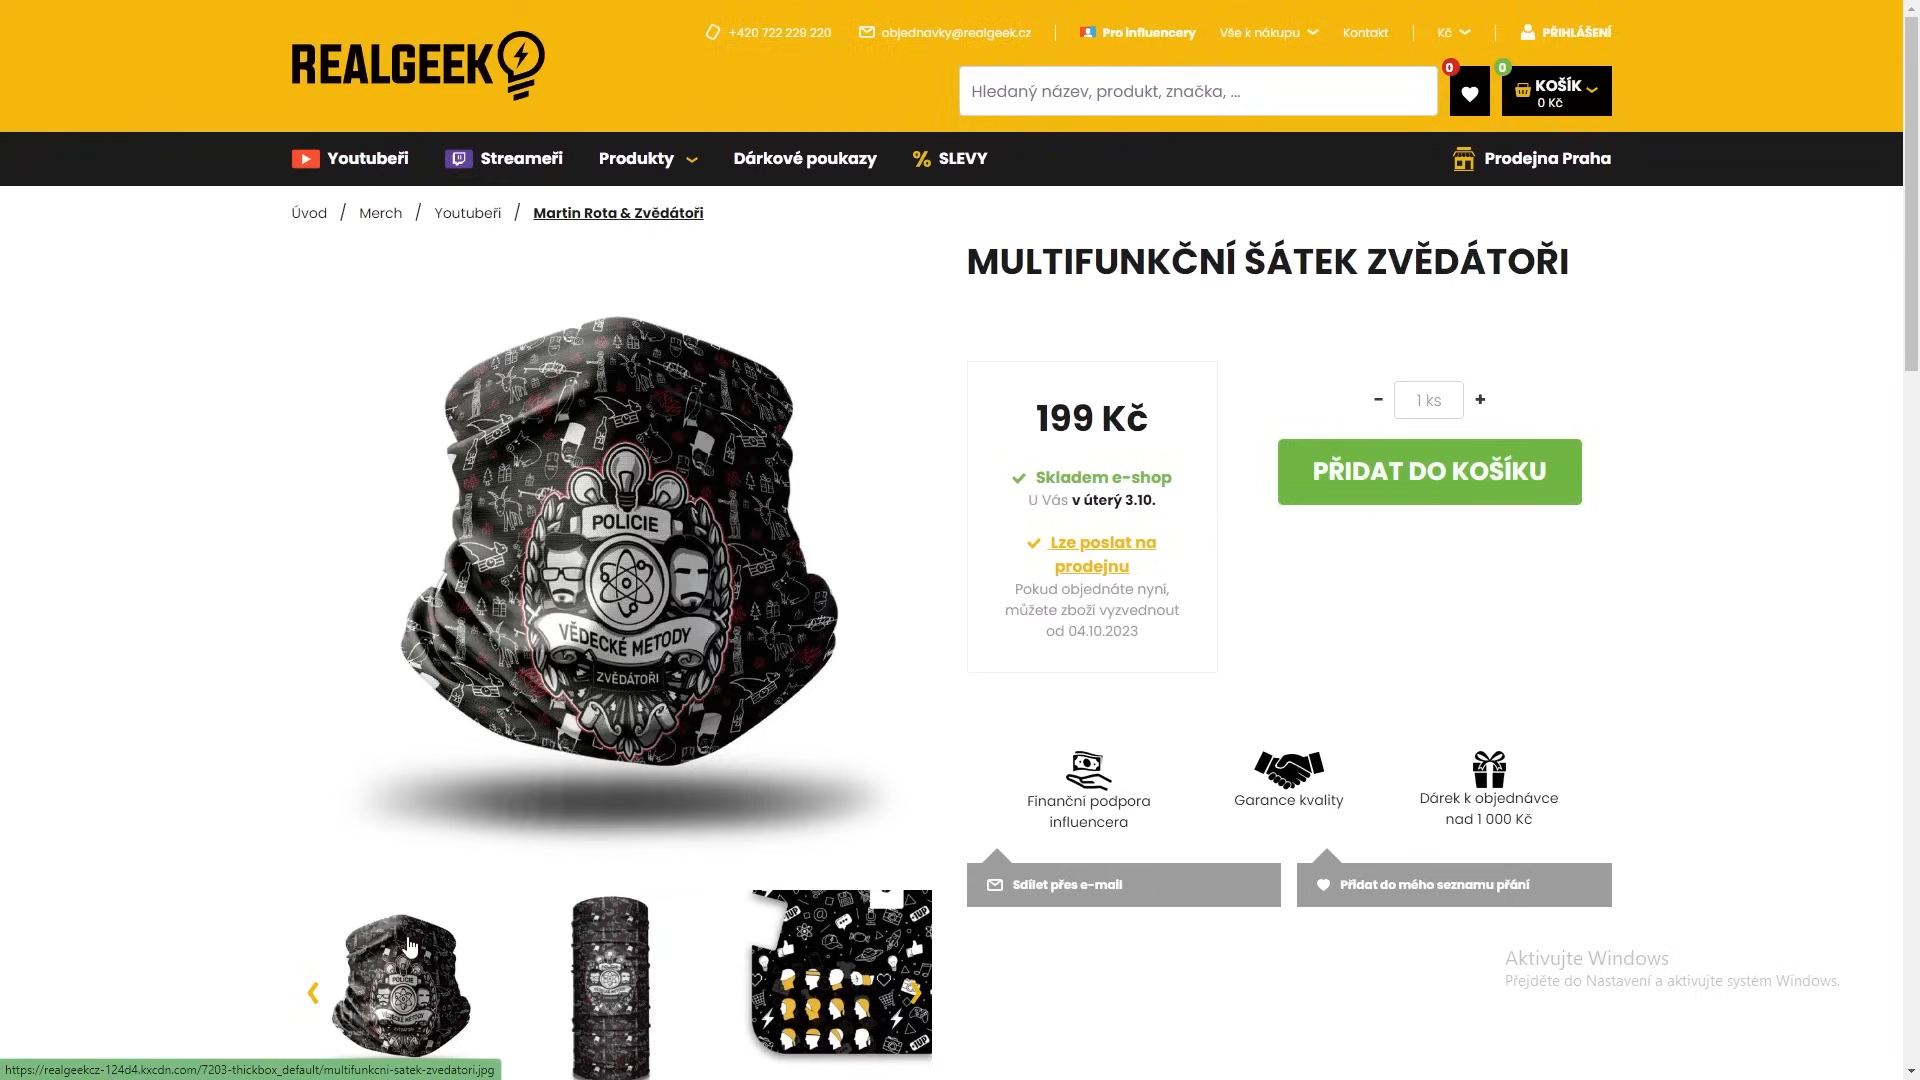 REALGEEK
+420 722 229 220
objednavky@realgeek.cz
Pro influencery
Vše k nákupu
Kontakt
Kč
PŘIHLÁŠENÍ
Hledaný název, produkt, značka, ...
0
0
KOŠÍK
0 Kč
Youtubeři
Streameři
Produkty
Dárkové poukazy
% SLEVY
Prodejna Praha
Úvod / Merch / Youtubeři / Martin Rota & Zvědátoři
MULTIFUNKČNÍ ŠÁTEK ZVĚDÁTOŘI
POLICIE
VĚDECKÉ METODY
ZVĚDÁTOŘI
199 Kč
Skladem e-shop
U Vás v úterý 3.10.
Lze poslat na
prodejnu
Pokud objednáte nyní,
můžete zboží vyzvednout
od 04.10.2023
- 1 ks +
PŘIDAT DO KOŠÍKU
Finanční podpora
influencera
Garance kvality
Dárek k objednávce
nad 1 000 Kč
Sdílet přes e-mail
Přidat do mého seznamu přání
Aktivujte Windows
Přejděte do Nastavení a aktivujte systém Windows.
https://realgeekcz-124d4.kxcdn.com/7203-thickbox_default/multifunkcni-satek-zvedatori.jpg